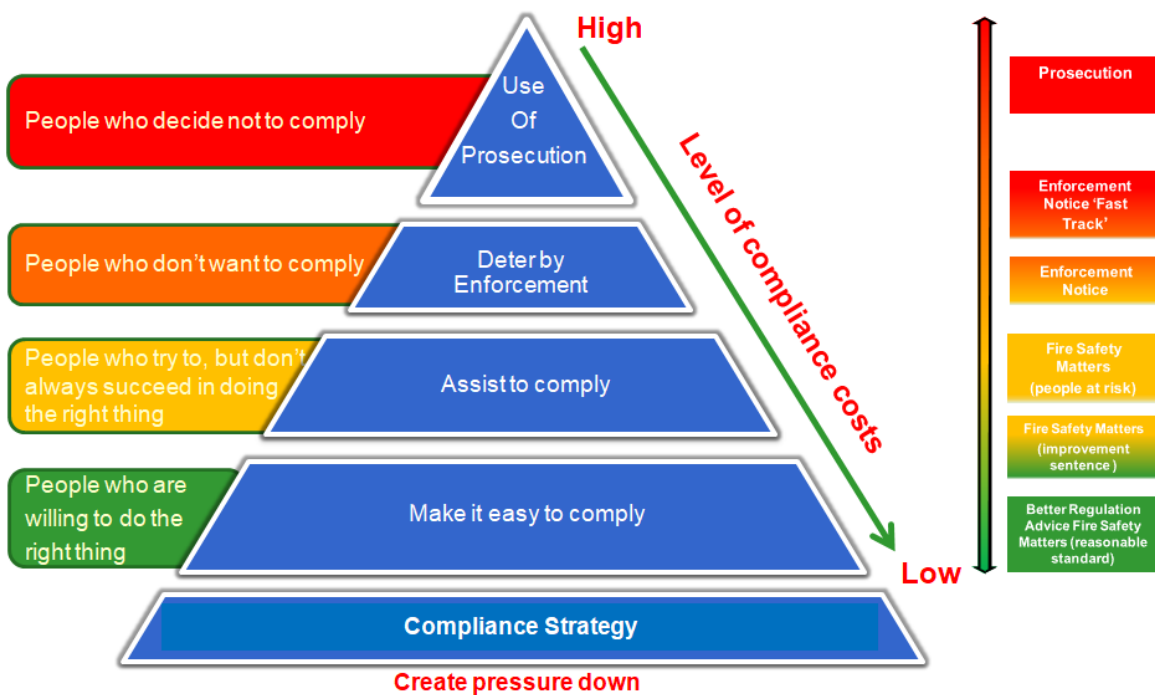 High
People who decide not to comply
Use
Of
Prosecution
People who don't want to comply
Deter by
Enforcement
People who try to, but don't
always succeed in doing
the right thing
Assist to comply
People who are
willing to do the
right thing
Make it easy to comply
Level of compliance costs
Low
Compliance Strategy
Create pressure down
Prosecution
Enforcement
Notice ‘Fast
Track’
Enforcement
Notice
Fire Safety
Matters
(people at risk)
Fire Safety Matters
(improvement
sentence)
Better Regulation
Advice Fire Safety
Matters (reasonable
standard)